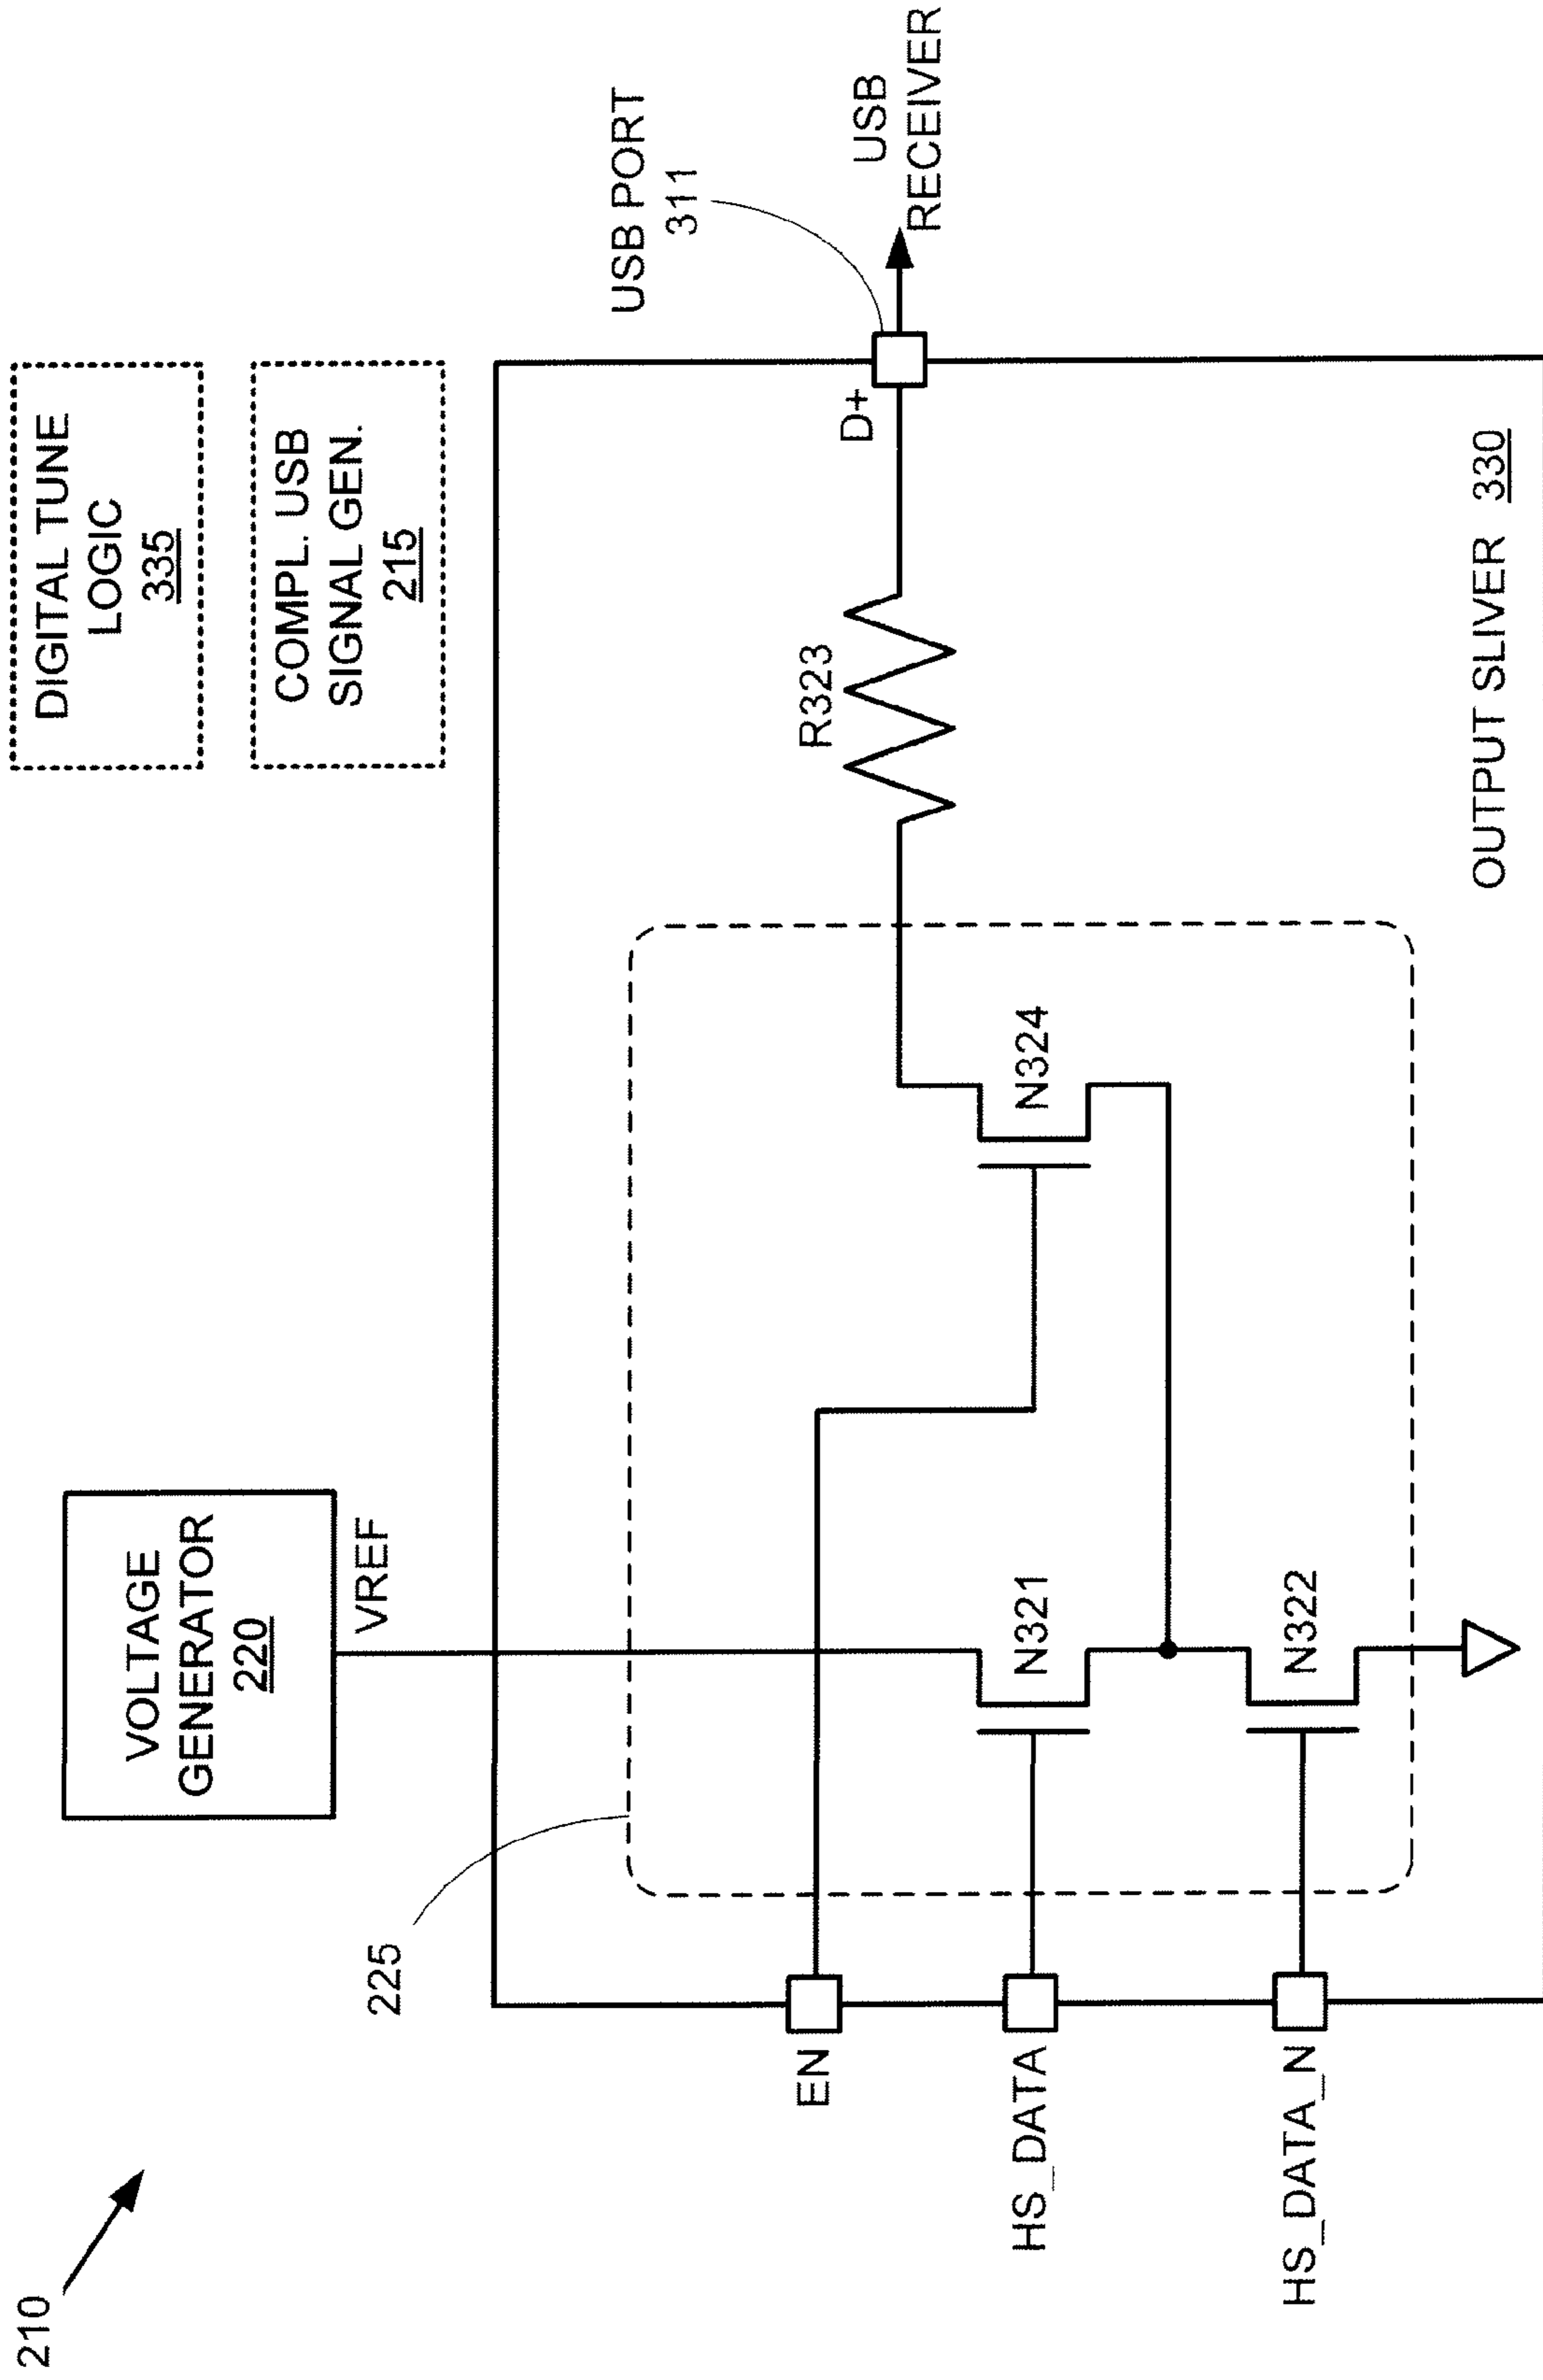 210
VOLTAGE
GENERATOR
220
VREF
DIGITAL TUNE
LOGIC
335
COMPL. USB
SIGNAL GEN.
215
225
USB PORT
311
EN
D+
USB
RECEIVER
R323
HS_DATA
N321
N324
HS_DATA_N
N322
OUTPUT SLIVER 330